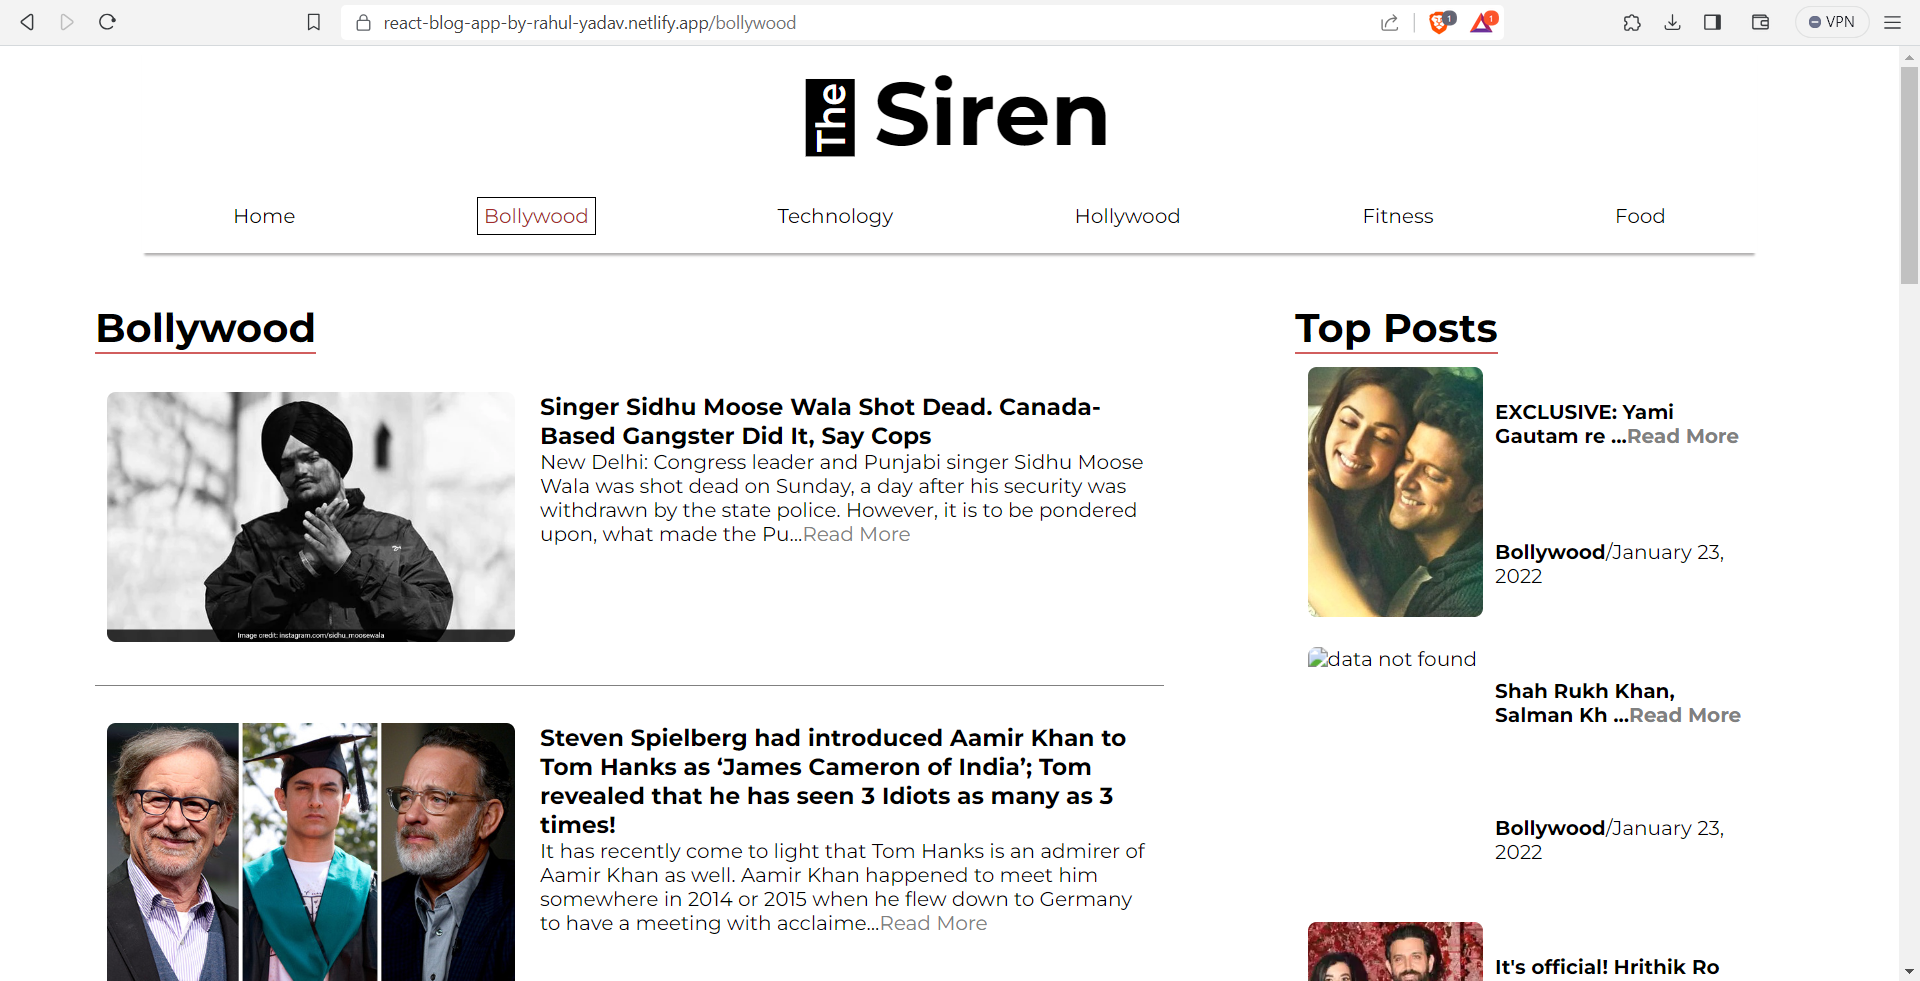 react-blog-app-by-rahul-yadav.netlify.app/bollywood
1
1
VPN
The Siren
Home
Bollywood
Technology
Hollywood
Fitness
Food
Bollywood
Singer Sidhu Moose Wala Shot Dead. Canada-
Based Gangster Did It, Say Cops
New Delhi: Congress leader and Punjabi singer Sidhu Moose
Wala was shot dead on Sunday, a day after his security was
withdrawn by the state police. However, it is to be pondered
upon, what made the Pu...Read More
Image credit: instagram.com/sidhu_moosewala
Steven Spielberg had introduced Aamir Khan to
Tom Hanks as ‘James Cameron of India’; Tom
revealed that he has seen 3 Idiots as many as 3
times!
It has recently come to light that Tom Hanks is an admirer of
Aamir Khan as well. Aamir Khan happened to meet him
somewhere in 2014 or 2015 when he flew down to Germany
to have a meeting with acclaime...Read More
Top Posts
EXCLUSIVE: Yami
Gautam re ...Read More
Bollywood/January 23,
2022
data not found
Shah Rukh Khan,
Salman Kh ...Read More
Bollywood/January 23,
2022
It's official! Hrithik Ro